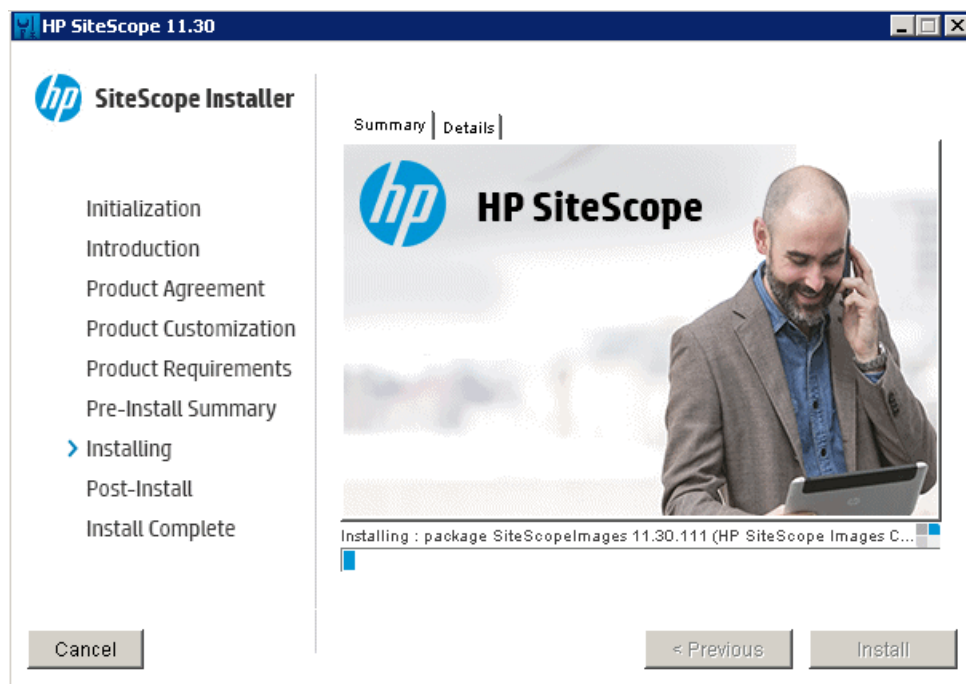 HP SiteScope 11.30
hp SiteScope Installer
Initialization
Introduction
Product Agreement
Product Customization
Product Requirements
Pre-Install Summary
Installing
Post-Install
Install Complete
Summary Details
hp HP SiteScope
Installing : package SiteScopeImages 11.30.111 (HP SiteScope Images C...
Cancel < Previous Install